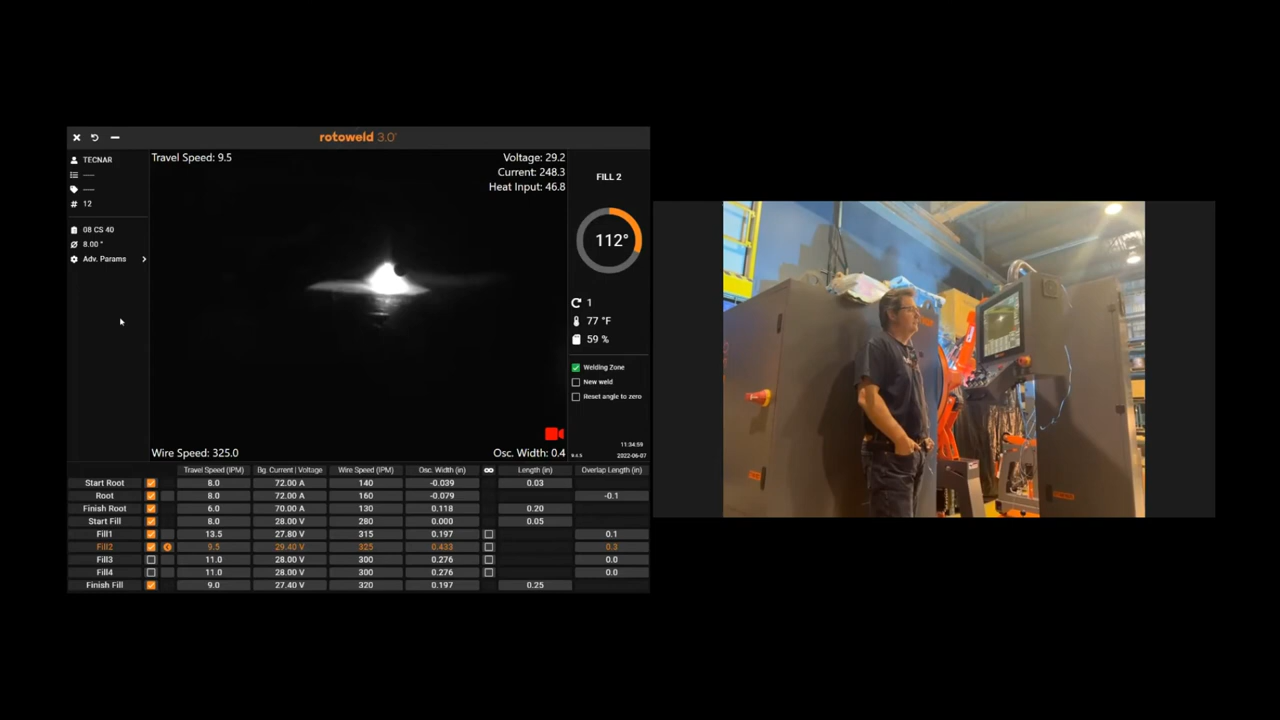 rotoweld 3.0
TECNAR
Travel Speed: 9.5
Voltage: 29.2
Current: 248.3
Heat Input: 46.8
FILL 2
# 12
08 CS 40
8.00 "
Adv. Params
112°
1
77 °F
59 %
Welding Zone
New weld
Reset angle to zero
11:34:59
2022-06-07
Wire Speed: 325.0
Osc. Width: 0.4
Travel Speed (IPM) Bg. Current | Voltage Wire Speed (IPM) Osc. Width (in) Length (in) Overlap Length (in)
Start Root 8.0 72.00 A 140 -0.039 0.03
Root 8.0 72.00 A 160 -0.079 -0.1
Finish Root 6.0 70.00 A 130 0.118 0.20
Start Fill 8.0 28.00 V 280 0.000 0.05
Fill1 13.5 27.80 V 315 0.197 0.1
Fill2 9.5 29.40 V 325 0.433 0.3
Fill3 11.0 28.00 V 300 0.276 0.0
Fill4 11.0 28.00 V 300 0.276 0.0
Finish Fill 9.0 27.40 V 320 0.197 0.25